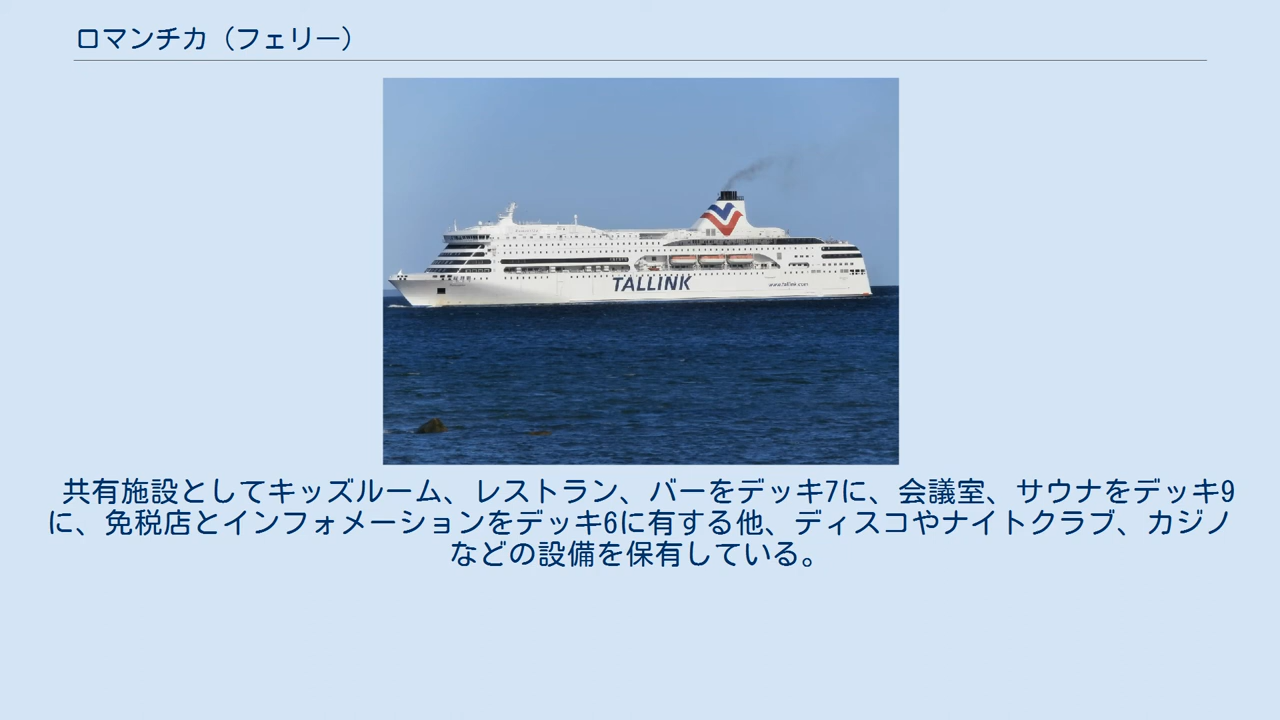 ロマンチカ（フェリー）
TALLINK
www.tallink.com
共有施設としてキッズルーム、レストラン、バーをデッキ7に、会議室、サウナをデッキ9
に、免税店とインフォメーションをデッキ6に有する他、ディスコやナイトクラブ、カジノ
などの設備を保有している。